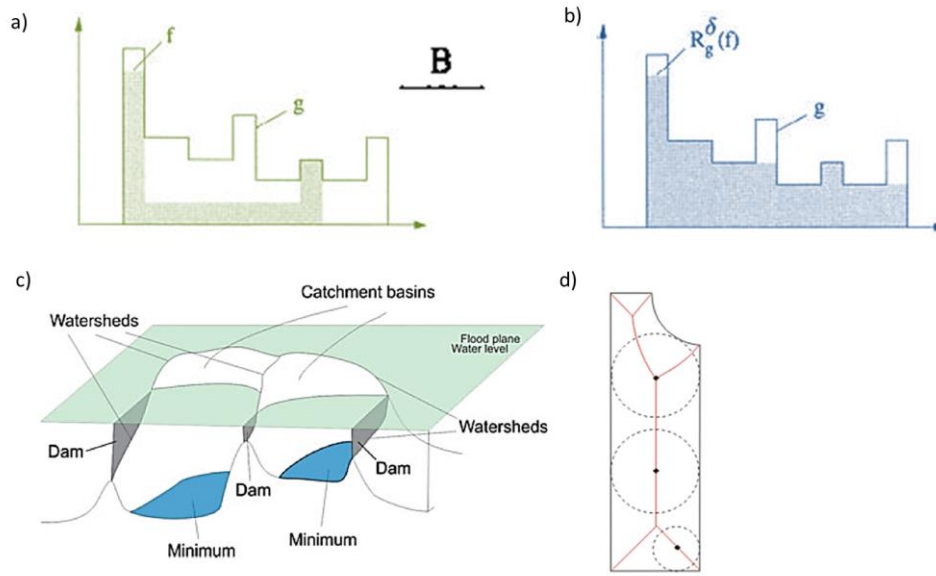 a)
f
g
B
b)
R_g^δ(f)
g
c)
Catchment basins
Watersheds
Flood plane
Water level
Watersheds
Dam
Dam
Dam
Minimum
Minimum
d)